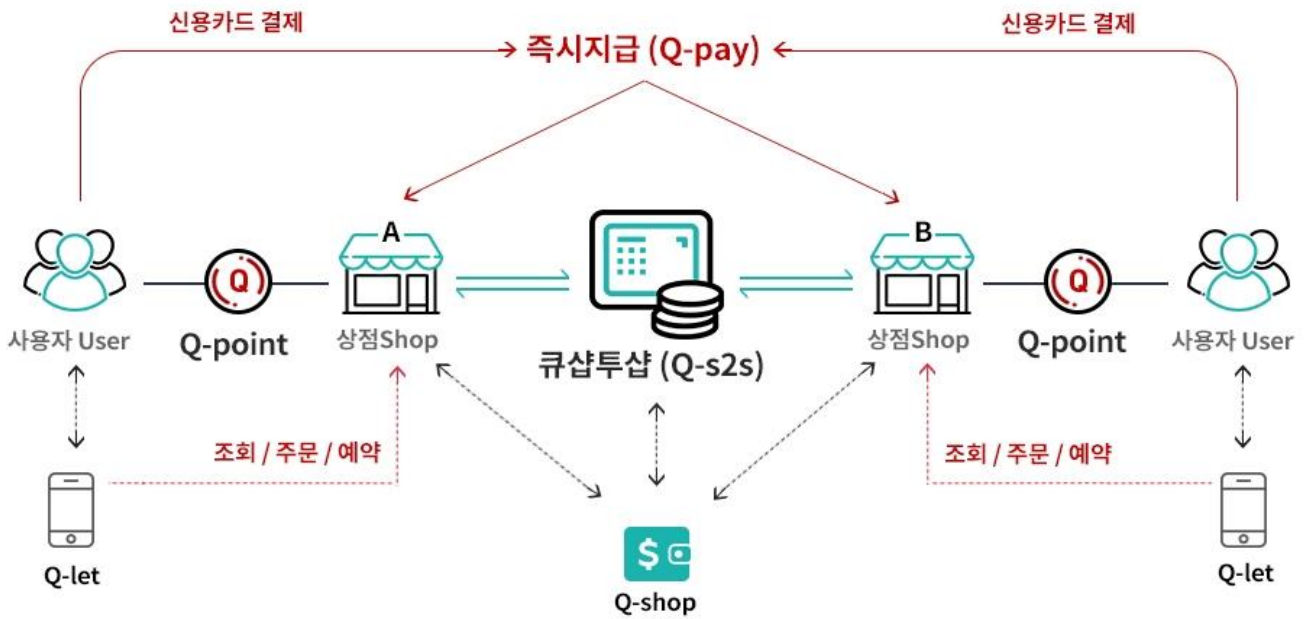 신용카드 결제
신용카드 결제
즉시지급 (Q-pay)
A
B
Q
Q
사용자 User
Q-point
상점Shop
큐샵투샵 (Q-s2s)
상점Shop
Q-point
사용자 User
조회 / 주문 / 예약
조회 / 주문 / 예약
$
Q-let
Q-shop
Q-let